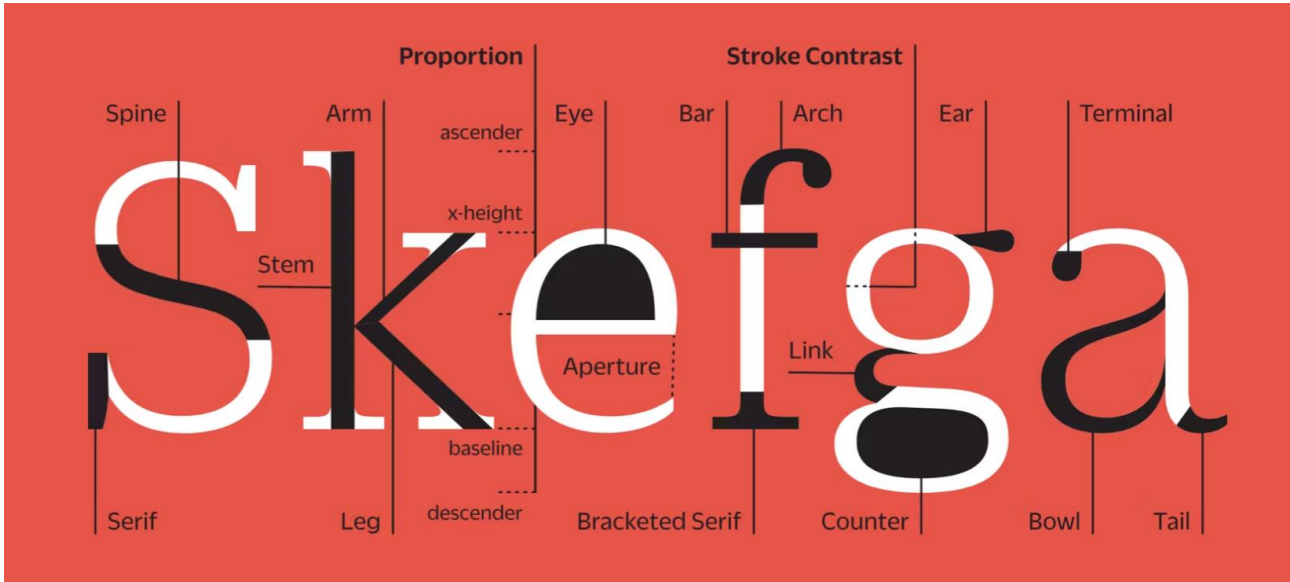 Proportion
Stroke Contrast
Spine
Arm
ascender
Eye
Bar
Arch
Ear
Terminal
x-height
Stem
Skefga
Link
Aperture
baseline
descender
Serif
Leg
Bracketed Serif
Counter
Bowl
Tail